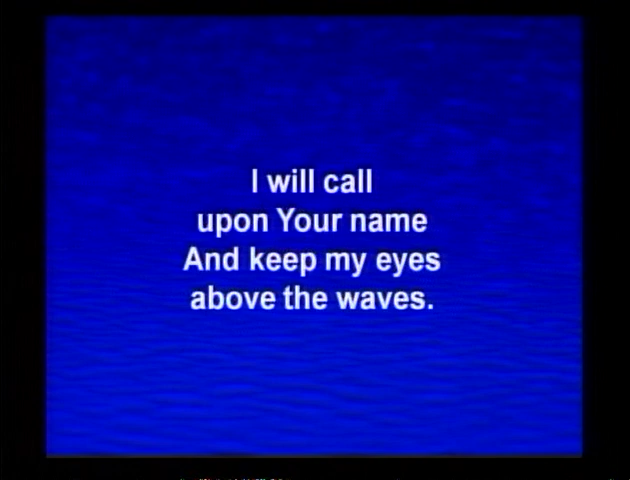 I will call
upon Your name
And keep my eyes
above the waves.